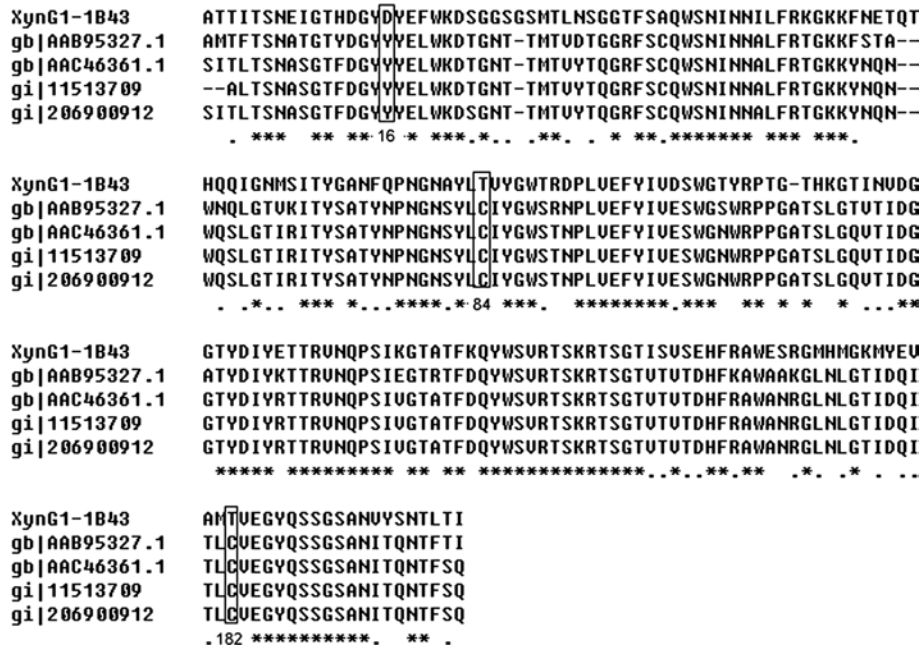 XynG1-1B43 ATTITSNEIGTHDGYDYEFWKDSGGSGSMTLNSGGTFSAQWSNINNILFRKGKKFNETQT
gb|AAB95327.1 AMTFTSNATGTYDGYYYELWKDTGNT-TMTVDTGGRFSCQWSNINNALFRTGKKFSTA--
gb|AAC46361.1 SITLTSNASGTFDGYYYELWKDSGNT-TMTVYTQGRFSCQWSNINNALFRTGKKYNQN--
gi|11513709 --ALTSNASGTFDGYYYELWKDTGNT-TMTVYTQGRFSCQWSNINNALFRTGKKYNQN--
gi|206900912 SITLTSNASGTFDGYYYELWKDSGNT-TMTVYTQGRFSCQWSNINNALFRTGKKYNQN--
. *** ** ** 16 * ***.*.. .** .. * ** ******* *** ***.
XynG1-1B43 HQQIGNMSITYGANFQPNGNAYLTVYGWTRDPLVEFYIVDSWGTYRPTG-THKGTINVDG
gb|AAB95327.1 WNQLGTVKITYSATYNPNGNSYLCIYGWSRNPLVEFYIVESWGSWRPPGATSLGTVTIDG
gb|AAC46361.1 WQSLGTIRITYSATYNPNGNSYLCIYGWSTNPLVEFYIVESWGNWRPPGATSLGQVTIDG
gi|11513709 WQSLGTIRITYSATYNPNGNSYLCIYGWSTNPLVEFYIVESWGNWRPPGATSLGQVTIDG
gi|206900912 WQSLGTIRITYSATYNPNGNSYLCIYGWSTNPLVEFYIVESWGNWRPPGATSLGQVTIDG
. .*.. *** *...****.* 84 ***. ********.*** ** * * * ...**
XynG1-1B43 GTYDIYETTRVNQPSIKGTATFKQYWSVRTSKRTSGTISVSEHFRAWESRGMHMGKMYEV
gb|AAB95327.1 ATYDIYKTTRVNQPSIEGTRTFDQYWSVRTSKRTSGTVTVTDHFKAWAAKGLNLGTIDQI
gb|AAC46361.1 GTYDIYRTTRVNQPSIVGTATFDQYWSVRTSKRTSGTVTVTDHFRAWANRGLNLGTIDQI
gi|11513709 GTYDIYRTTRVNQPSIVGTATFDQYWSVRTSKRTSGTVTVTDHFRAWANRGLNLGTIDQI
gi|206900912 GTYDIYRTTRVNQPSIVGTATFDQYWSVRTSKRTSGTVTVTDHFRAWANRGLNLGTIDQI
***** ********* ** ** **************..*..**.** .*. .* . ..
XynG1-1B43 AMTVEGYQSSGSANVYSNTLTI
gb|AAB95327.1 TLCVEGYQSSGSANITQNTFTI
gb|AAC46361.1 TLCVEGYQSSGSANITQNTFSQ
gi|11513709 TLCVEGYQSSGSANITQNTFSQ
gi|206900912 TLCVEGYQSSGSANITQNTFSQ
.182 ***********. ** .